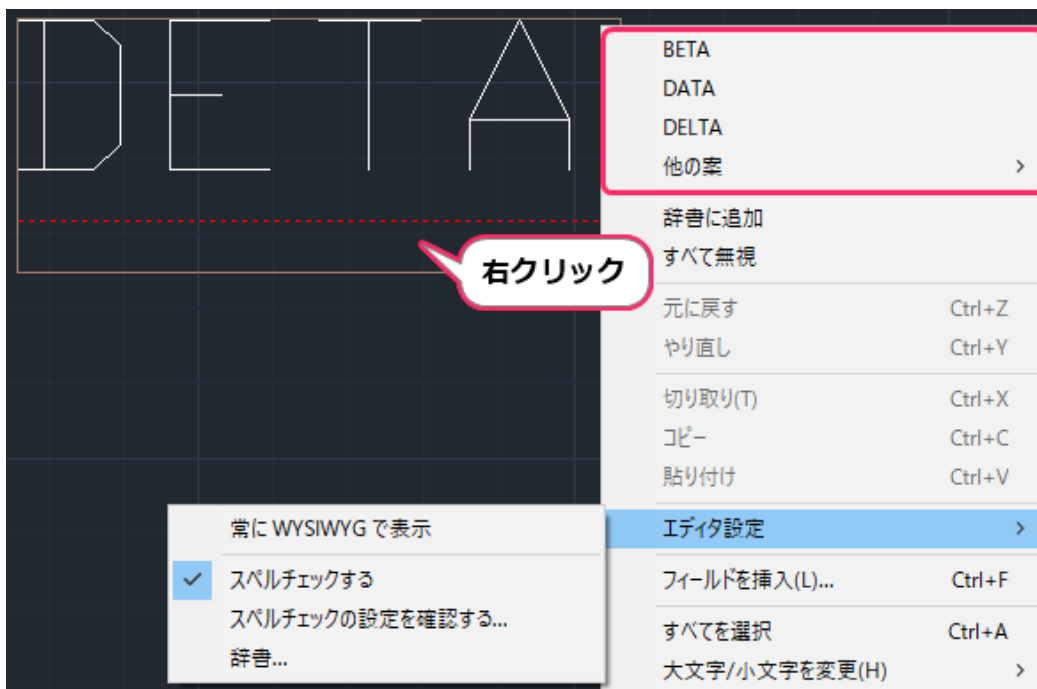 DETA
右クリック
BETA
DATA
DELTA
他の案 >
辞書に追加
すべて無視
元に戻す Ctrl+Z
やり直し Ctrl+Y
切り取り(T) Ctrl+X
コピー Ctrl+C
貼り付け Ctrl+V
エディタ設定 >
フィールドを挿入(L)... Ctrl+F
すべてを選択 Ctrl+A
大文字/小文字を変更(H) >
常に WYSIWYG で表示
✓ スペルチェックする
スペルチェックの設定を確認する...
辞書...